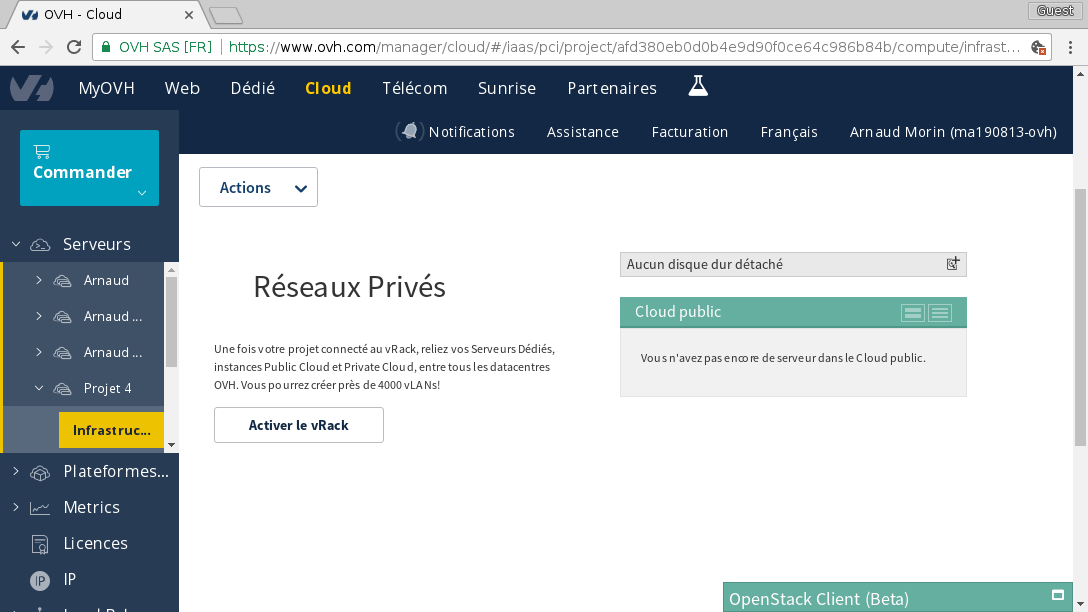 OVH - Cloud
Guest
OVH SAS [FR]
https://www.ovh.com/manager/cloud/#/iaas/pci/project/afd380eb0d0b4e9d90f0ce64c986b84b/compute/infrast...
MyOVH Web Dédié Cloud Télécom Sunrise Partenaires
Notifications Assistance Facturation Français Arnaud Morin (ma190813-ovh)
Commander
Serveurs
Arnaud
Arnaud ...
Arnaud ...
Projet 4
Infrastruc...
Plateformes...
Metrics
Licences
IP
Actions
Réseaux Privés
Une fois votre projet connecté au vRack, reliez vos Serveurs Dédiés,
instances Public Cloud et Private Cloud, entre tous les datacentres
OVH. Vous pourrez créer près de 4000 vLANs!
Activer le vRack
Aucun disque dur détaché
Cloud public
Vous n'avez pas encore de serveur dans le Cloud public.
OpenStack Client (Beta)